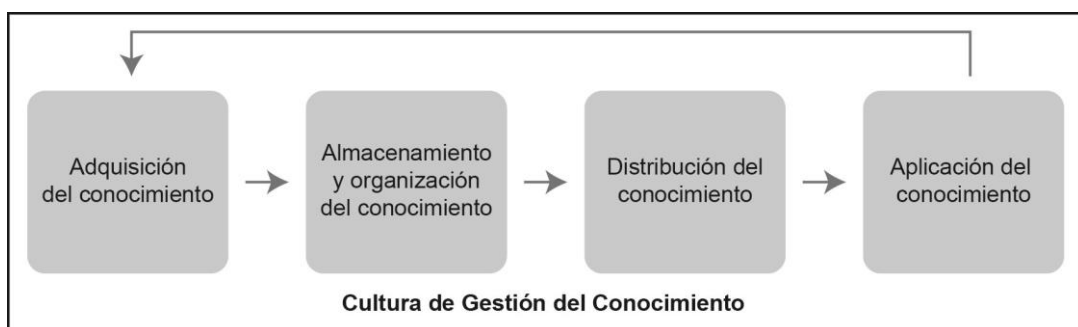 Adquisición
del conocimiento
Almacenamiento
y organización
del conocimiento
Distribución del
conocimiento
Aplicación del
conocimiento
Cultura de Gestión del Conocimiento